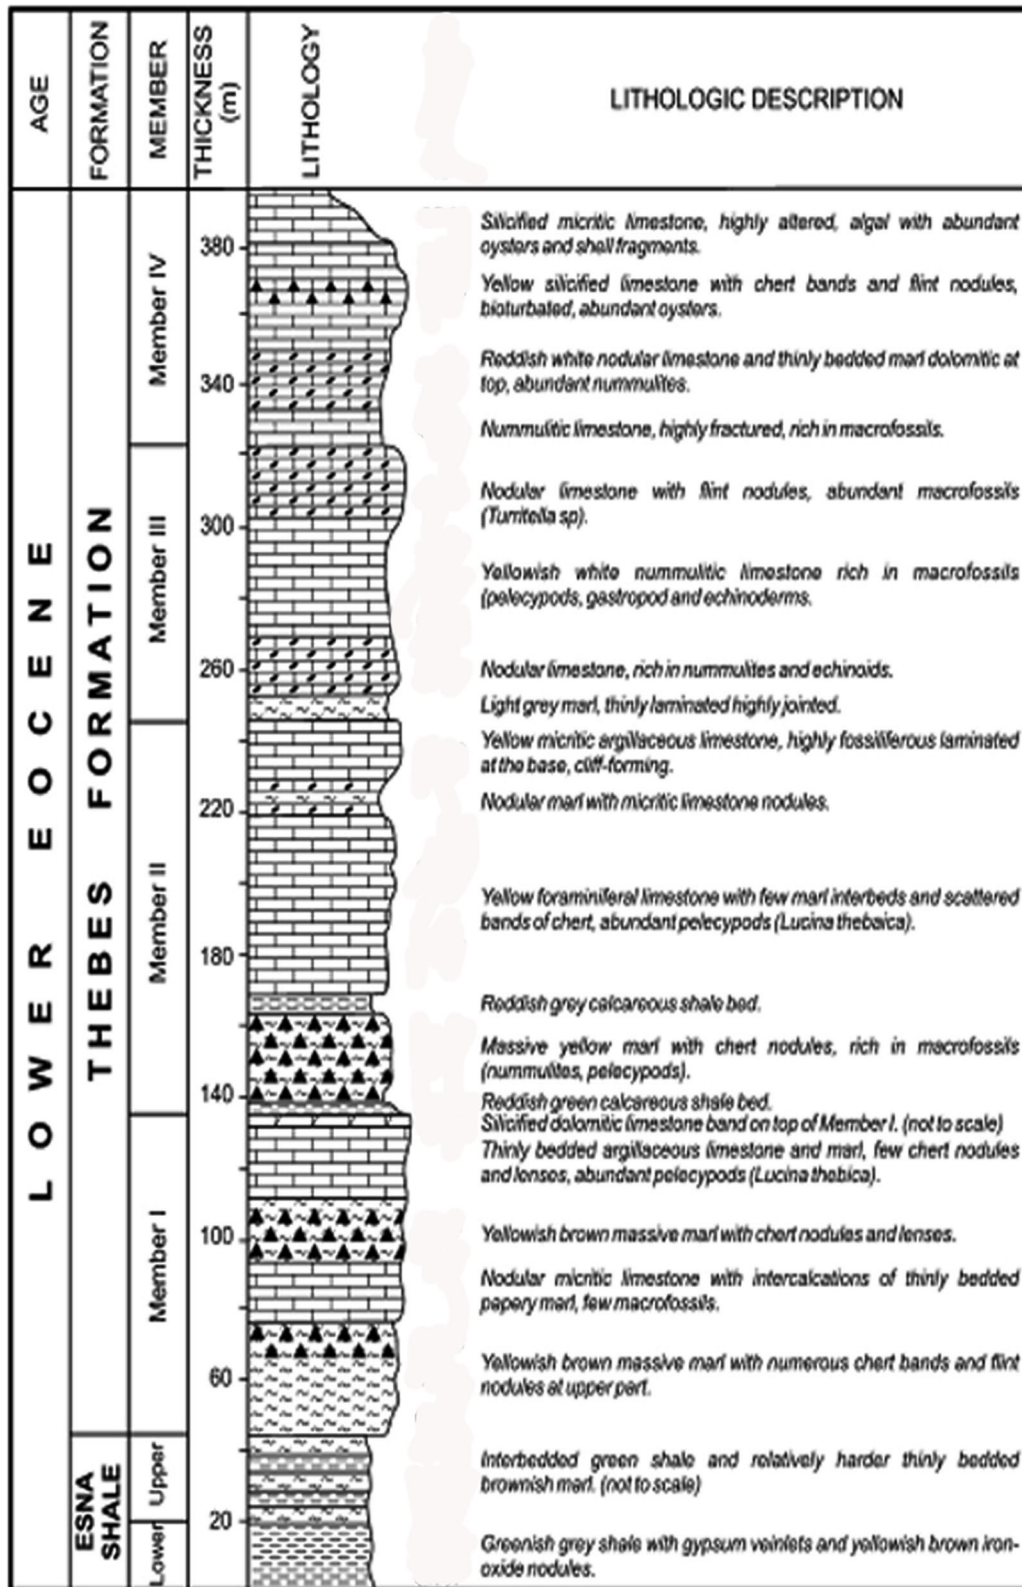 AGE
FORMATION
MEMBER
THICKNESS
(m)
LITHOLOGY
LITHOLOGIC DESCRIPTION
LOWER EOCENE
THEBES FORMATION
ESNA
SHALE
Member IV
Member III
Member II
Member I
Upper
Lower
380
340
300
260
220
180
140
100
60
20
Silicified micritic limestone, highly altered, algal with abundant
oysters and shell fragments.
Yellow silicified limestone with chert bands and flint nodules,
bioturbated, abundant oysters.
Reddish white nodular limestone and thinly bedded marl dolomitic at
top, abundant nummulites.
Nummulitic limestone, highly fractured, rich in macrofossils.
Nodular limestone with flint nodules, abundant macrofossils
(Turritella sp).
Yellowish white nummulitic limestone rich in macrofossils
(pelecypods, gastropod and echinoderms.
Nodular limestone, rich in nummulites and echinoids.
Light grey marl, thinly laminated highly jointed.
Yellow micritic argillaceous limestone, highly fossiliferous laminated
at the base, cliff-forming.
Nodular marl with micritic limestone nodules.
Yellow foraminiferal limestone with few marl interbeds and scattered
bands of chert, abundant pelecypods (Lucina thebaica).
Reddish grey calcareous shale bed.
Massive yellow marl with chert nodules, rich in macrofossils
(nummulites, pelecypods).
Reddish green calcareous shale bed.
Silicified dolomitic limestone band on top of Member I. (not to scale)
Thinly bedded argillaceous limestone and marl, few chert nodules
and lenses, abundant pelecypods (Lucina thebica).
Yellowish brown massive marl with chert nodules and lenses.
Nodular micritic limestone with intercalcations of thinly bedded
papery marl, few macrofossils.
Yellowish brown massive marl with numerous chert bands and flint
nodules at upper part.
Interbedded green shale and relatively harder thinly bedded
brownish marl. (not to scale)
Greenish grey shale with gypsum veinlets and yellowish brown iron-
oxide nodules.